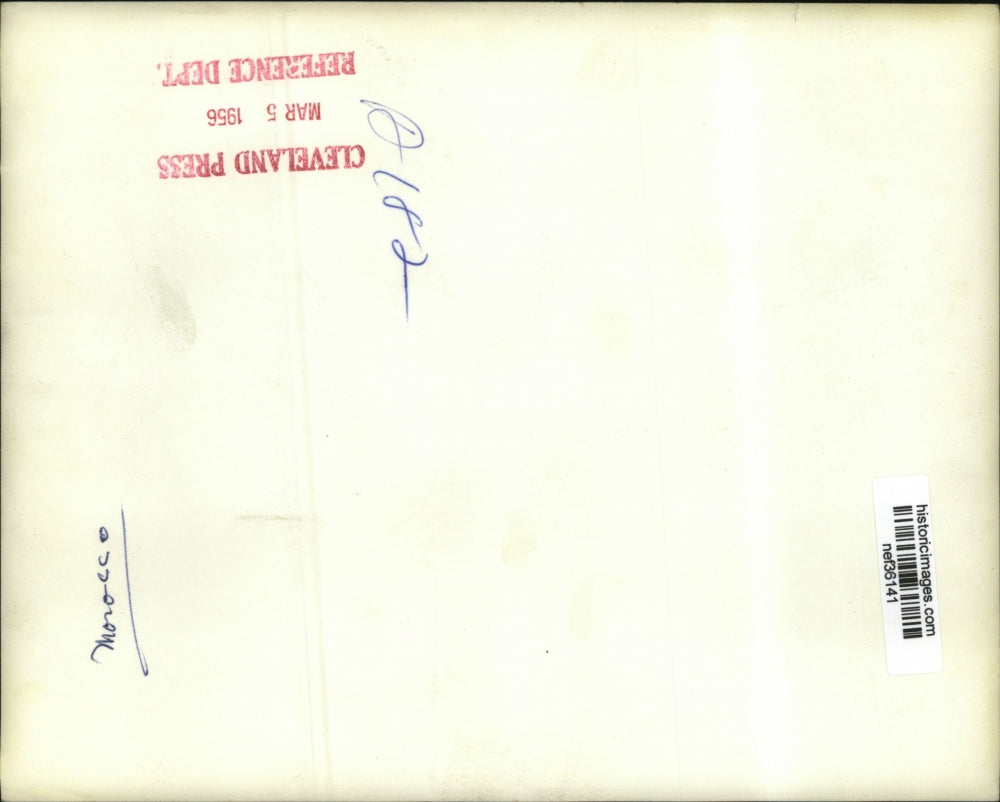 CLEVELAND PRESS
MAR 5 1956
REFERENCE DEPT.
Morocco
historicimages.com
nef36141